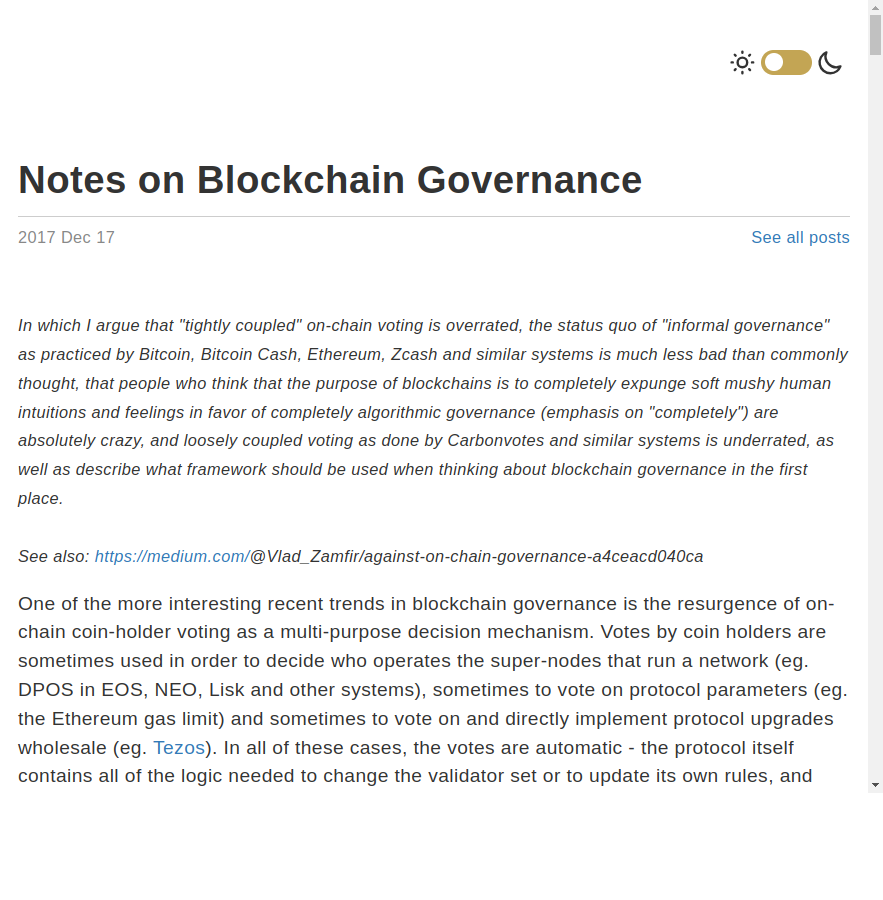 Notes on Blockchain Governance
2017 Dec 17
See all posts
In which I argue that "tightly coupled" on-chain voting is overrated, the status quo of "informal governance"
as practiced by Bitcoin, Bitcoin Cash, Ethereum, Zcash and similar systems is much less bad than commonly
thought, that people who think that the purpose of blockchains is to completely expunge soft mushy human
intuitions and feelings in favor of completely algorithmic governance (emphasis on "completely") are
absolutely crazy, and loosely coupled voting as done by Carbonvotes and similar systems is underrated, as
well as describe what framework should be used when thinking about blockchain governance in the first
place.
See also: https://medium.com/@Vlad_Zamfir/against-on-chain-governance-a4ceacd040ca
One of the more interesting recent trends in blockchain governance is the resurgence of on-
chain coin-holder voting as a multi-purpose decision mechanism. Votes by coin holders are
sometimes used in order to decide who operates the super-nodes that run a network (eg.
DPOS in EOS, NEO, Lisk and other systems), sometimes to vote on protocol parameters (eg.
the Ethereum gas limit) and sometimes to vote on and directly implement protocol upgrades
wholesale (eg. Tezos). In all of these cases, the votes are automatic - the protocol itself
contains all of the logic needed to change the validator set or to update its own rules, and